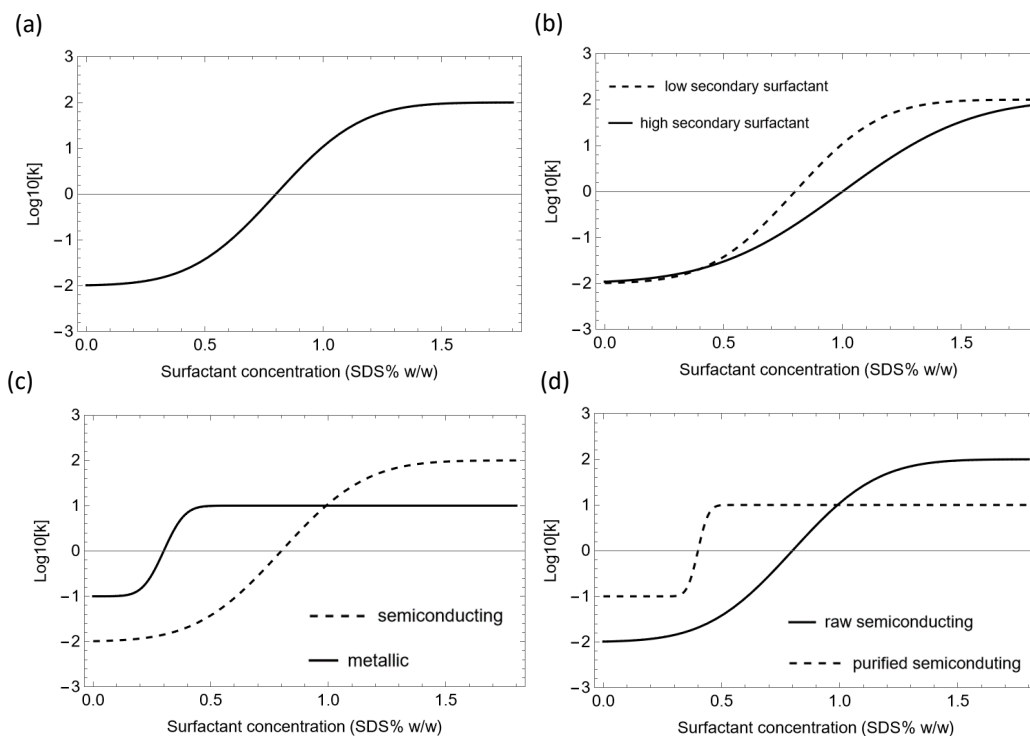 (a)
3
2
1
0
−1
−2
−3
Log10[k]
0.0 0.5 1.0 1.5
Surfactant concentration (SDS% w/w)
(b)
3
2
1
0
−1
−2
−3
Log10[k]
low secondary surfactant
high secondary surfactant
0.0 0.5 1.0 1.5
Surfactant concentration (SDS% w/w)
(c)
3
2
1
0
−1
−2
−3
Log10[k]
semiconducting
metallic
0.0 0.5 1.0 1.5
Surfactant concentration (SDS% w/w)
(d)
3
2
1
0
−1
−2
−3
Log10[k]
raw semiconducting
purified semiconduting
0.0 0.5 1.0 1.5
Surfactant concentration (SDS% w/w)